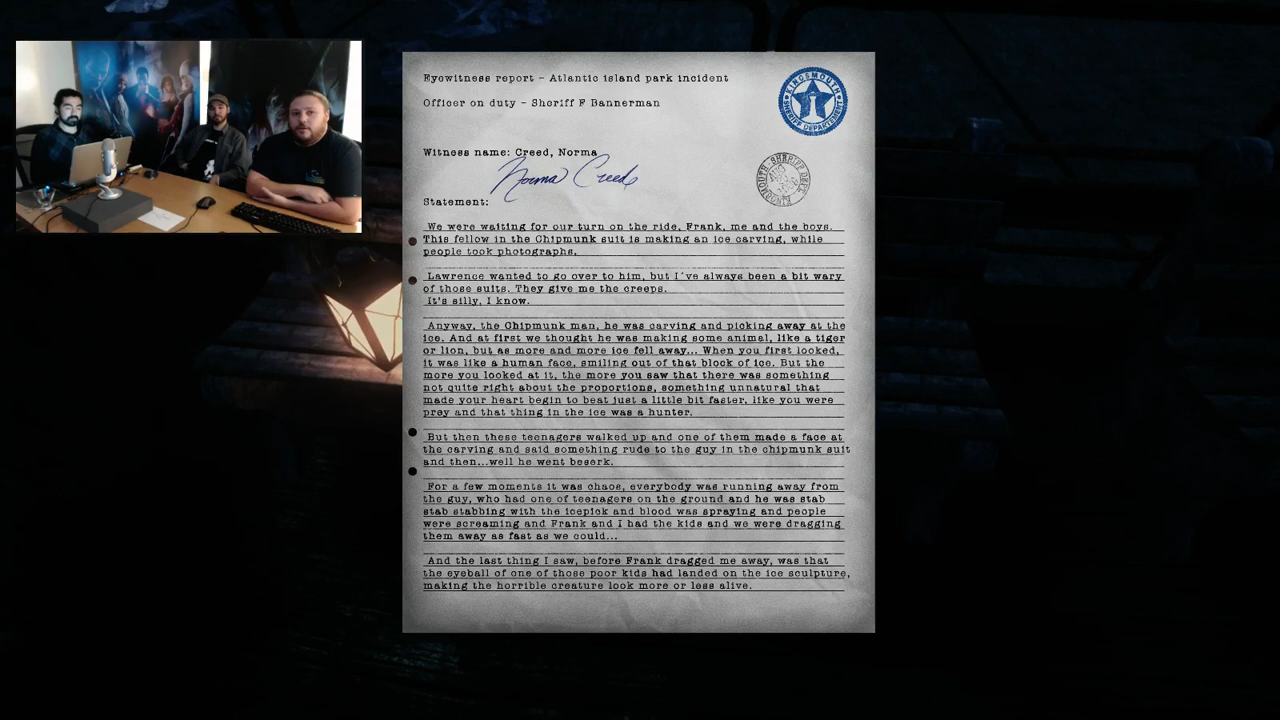 Eyewitness report - Atlantic island park incident
Officer on duty - Sheriff F Bannerman
KINGSMOUTH
SHERIFF DEPARTMENT
Witness name: Creed, Norma
Norma Creed
Statement:
We were waiting for our turn on the ride, Frank, me and the boys.
This fellow in the Chipmunk suit is making an ice carving, while
people took photographs.
Lawrence wanted to go over to him, but I've always been a bit wary
of those suits. They give me the creeps.
It's silly, I know.
Anyway, the Chipmunk man, he was carving and picking away at the
ice. And at first we thought he was making some animal, like a tiger
or lion, but as more and more ice fell away... When you first looked,
it was like a human face, smiling out of that block of ice. But the
more you looked at it, the more you saw that there was something
not quite right about the proportions, something unnatural that
made your heart begin to beat just a little bit faster, like you were
prey and that thing in the ice was a hunter.
But then these teenagers walked up and one of them made a face at
the carving and said something rude to the guy in the chipmunk suit
and then...well he went beserk.
For a few moments it was chaos, everybody was running away from
the guy, who had one of teenagers on the ground and he was stab
stab stabbing with the icepick and blood was spraying and people
were screaming and Frank and I had the kids and we were dragging
them away as fast as we could...
And the last thing I saw, before Frank dragged me away, was that
the eyeball of one of those poor kids had landed on the ice sculpture,
making the horrible creature look more or less alive.